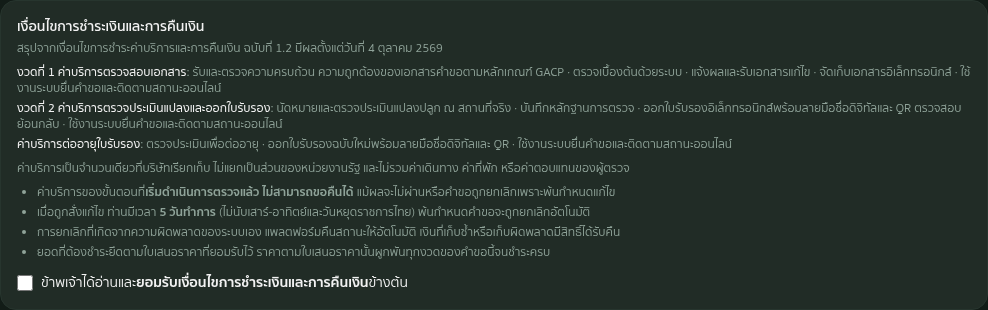 เงื่อนไขการชำระเงินและการคืนเงิน
สรุปจากเงื่อนไขการชำระค่าบริการและการคืนเงิน ฉบับที่ 1.2 มีผลตั้งแต่วันที่ 4 ตุลาคม 2569
งวดที่ 1 ค่าบริการตรวจสอบเอกสาร: รับและตรวจความครบถ้วน ความถูกต้องของเอกสารคำขอตามหลักเกณฑ์ GACP · ตรวจเบื้องต้นด้วยระบบ · แจ้งผลและรับเอกสารแก้ไข · จัดเก็บเอกสารอิเล็กทรอนิกส์ · ใช้
งานระบบยื่นคำขอและติดตามสถานะออนไลน์
งวดที่ 2 ค่าบริการตรวจประเมินแปลงและออกใบรับรอง: นัดหมายและตรวจประเมินแปลงปลูก ณ สถานที่จริง · บันทึกหลักฐานการตรวจ · ออกใบรับรองอิเล็กทรอนิกส์พร้อมลายมือชื่อดิจิทัลและ QR ตรวจสอบ
ย้อนกลับ · ใช้งานระบบยื่นคำขอและติดตามสถานะออนไลน์
ค่าบริการต่ออายุใบรับรอง: ตรวจประเมินเพื่อต่ออายุ · ออกใบรับรองฉบับใหม่พร้อมลายมือชื่อดิจิทัลและ QR · ใช้งานระบบยื่นคำขอและติดตามสถานะออนไลน์
ค่าบริการเป็นจำนวนเดียวที่บริษัทเรียกเก็บ ไม่แยกเป็นส่วนของหน่วยงานรัฐ และไม่รวมค่าเดินทาง ค่าที่พัก หรือค่าตอบแทนของผู้ตรวจ
• ค่าบริการของขั้นตอนที่เริ่มดำเนินการตรวจแล้ว ไม่สามารถขอคืนได้ แม้ผลจะไม่ผ่านหรือคำขอถูกยกเลิกเพราะพ้นกำหนดแก้ไข
• เมื่อถูกสั่งแก้ไข ท่านมีเวลา 5 วันทำการ (ไม่นับเสาร์-อาทิตย์และวันหยุดราชการไทย) พ้นกำหนดคำขอจะถูกยกเลิกอัตโนมัติ
• การยกเลิกที่เกิดจากความผิดพลาดของระบบเอง แพลตฟอร์มคืนสถานะให้อัตโนมัติ เงินที่เก็บซ้ำหรือเก็บผิดพลาดมีสิทธิ์ได้รับคืน
• ยอดที่ต้องชำระยึดตามใบเสนอราคาที่ยอมรับไว้ ราคาตามใบเสนอราคานั้นผูกพันทุกงวดของคำขอนี้จนชำระครบ
ข้าพเจ้าได้อ่านและยอมรับเงื่อนไขการชำระเงินและการคืนเงินข้างต้น